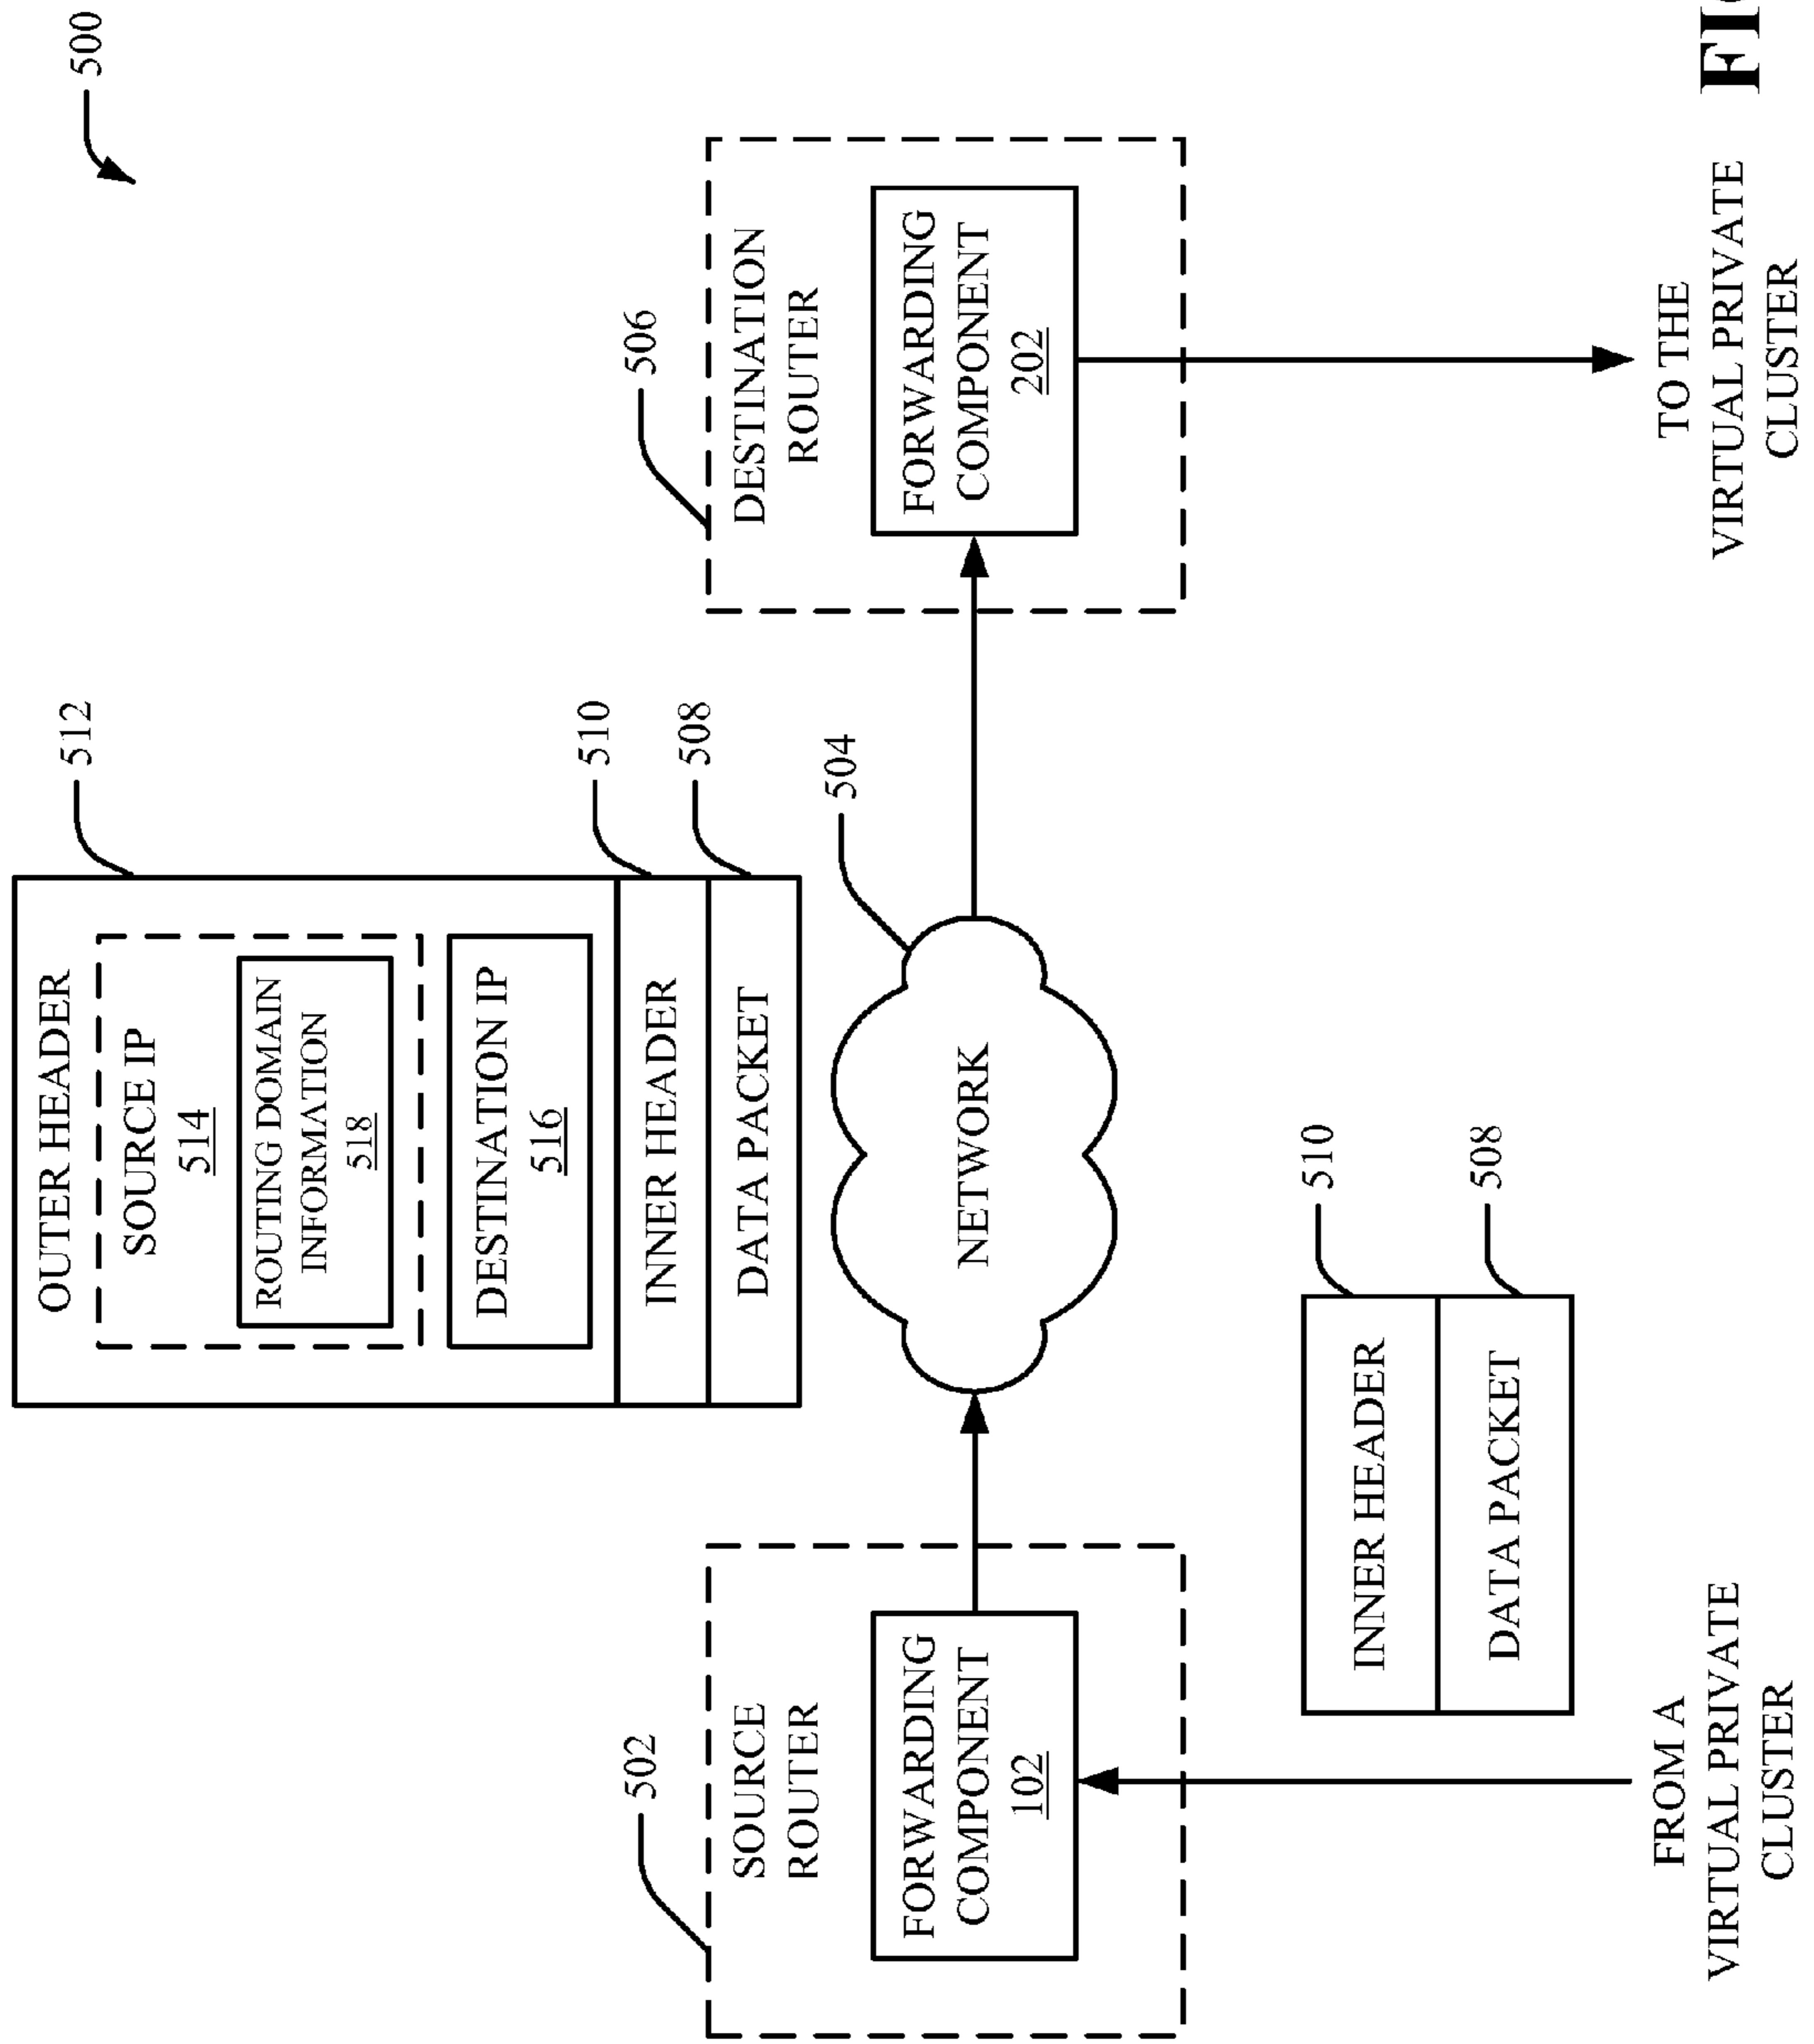 500
512
OUTER HEADER
SOURCE IP
514
ROUTING DOMAIN
INFORMATION
518
DESTINATION IP
516
510
INNER HEADER
508
DATA PACKET
502
SOURCE
ROUTER
FORWARDING
COMPONENT
102
504
NETWORK
506
DESTINATION
ROUTER
FORWARDING
COMPONENT
202
510
INNER HEADER
508
DATA PACKET
FROM A
VIRTUAL PRIVATE
CLUSTER
TO THE
VIRTUAL PRIVATE
CLUSTER